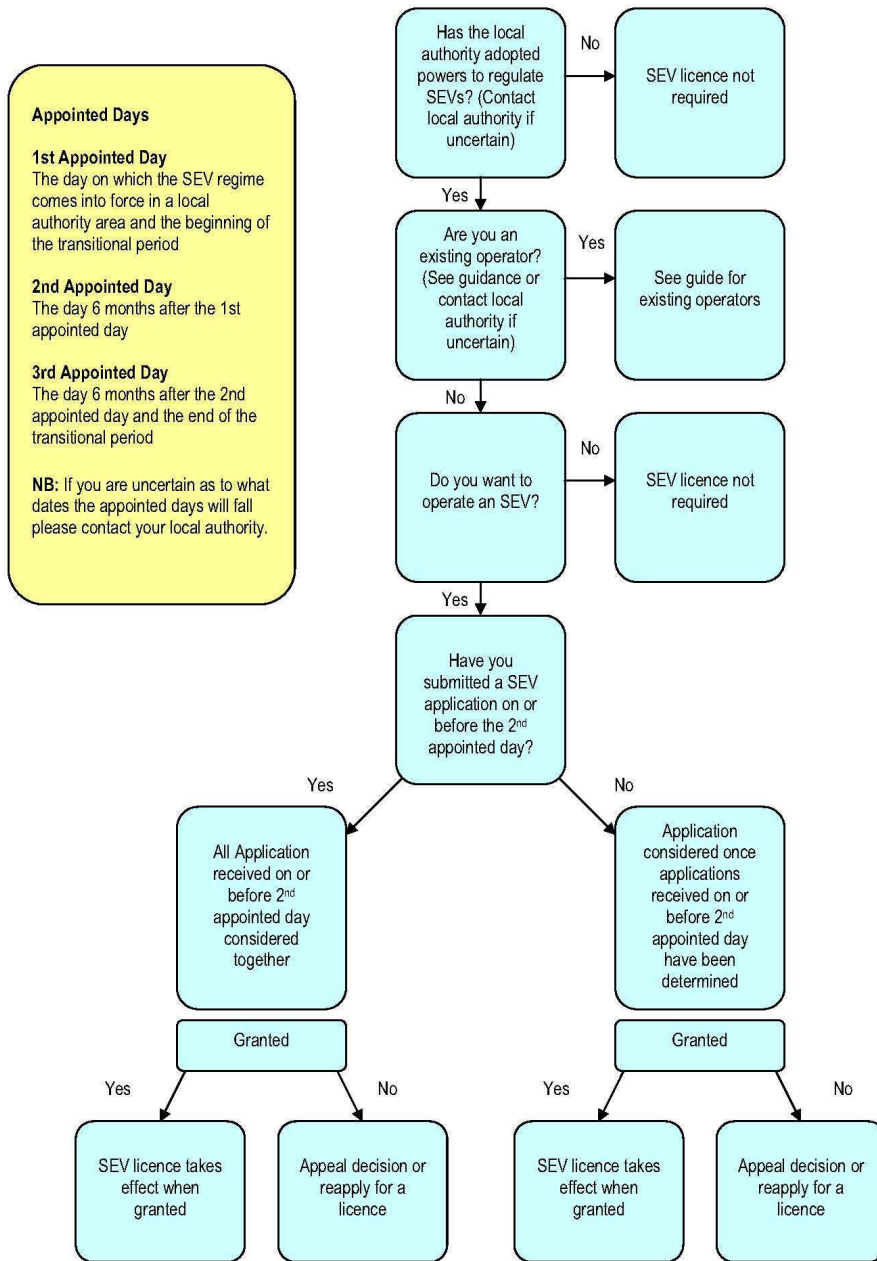 Appointed Days
1st Appointed Day
The day on which the SEV regime
comes into force in a local
authority area and the beginning of
the transitional period
2nd Appointed Day
The day 6 months after the 1st
appointed day
3rd Appointed Day
The day 6 months after the 2nd
appointed day and the end of the
transitional period
NB: If you are uncertain as to what
dates the appointed days will fall
please contact your local authority.
Has the local
authority adopted
powers to regulate
SEVs? (Contact
local authority if
uncertain)
No
SEV licence not
required
Yes
Are you an
existing operator?
(See guidance or
contact local
authority if
uncertain)
Yes
See guide for
existing operators
No
Do you want to
operate an SEV?
No
SEV licence not
required
Yes
Have you
submitted a SEV
application on or
before the 2nd
appointed day?
Yes
No
All Application
received on or
before 2nd
appointed day
considered
together
Application
considered once
applications
received on or
before 2nd
appointed day
have been
determined
Granted
Granted
Yes
No
Yes
No
SEV licence takes
effect when
granted
Appeal decision or
reapply for a
licence
SEV licence takes
effect when
granted
Appeal decision or
reapply for a
licence